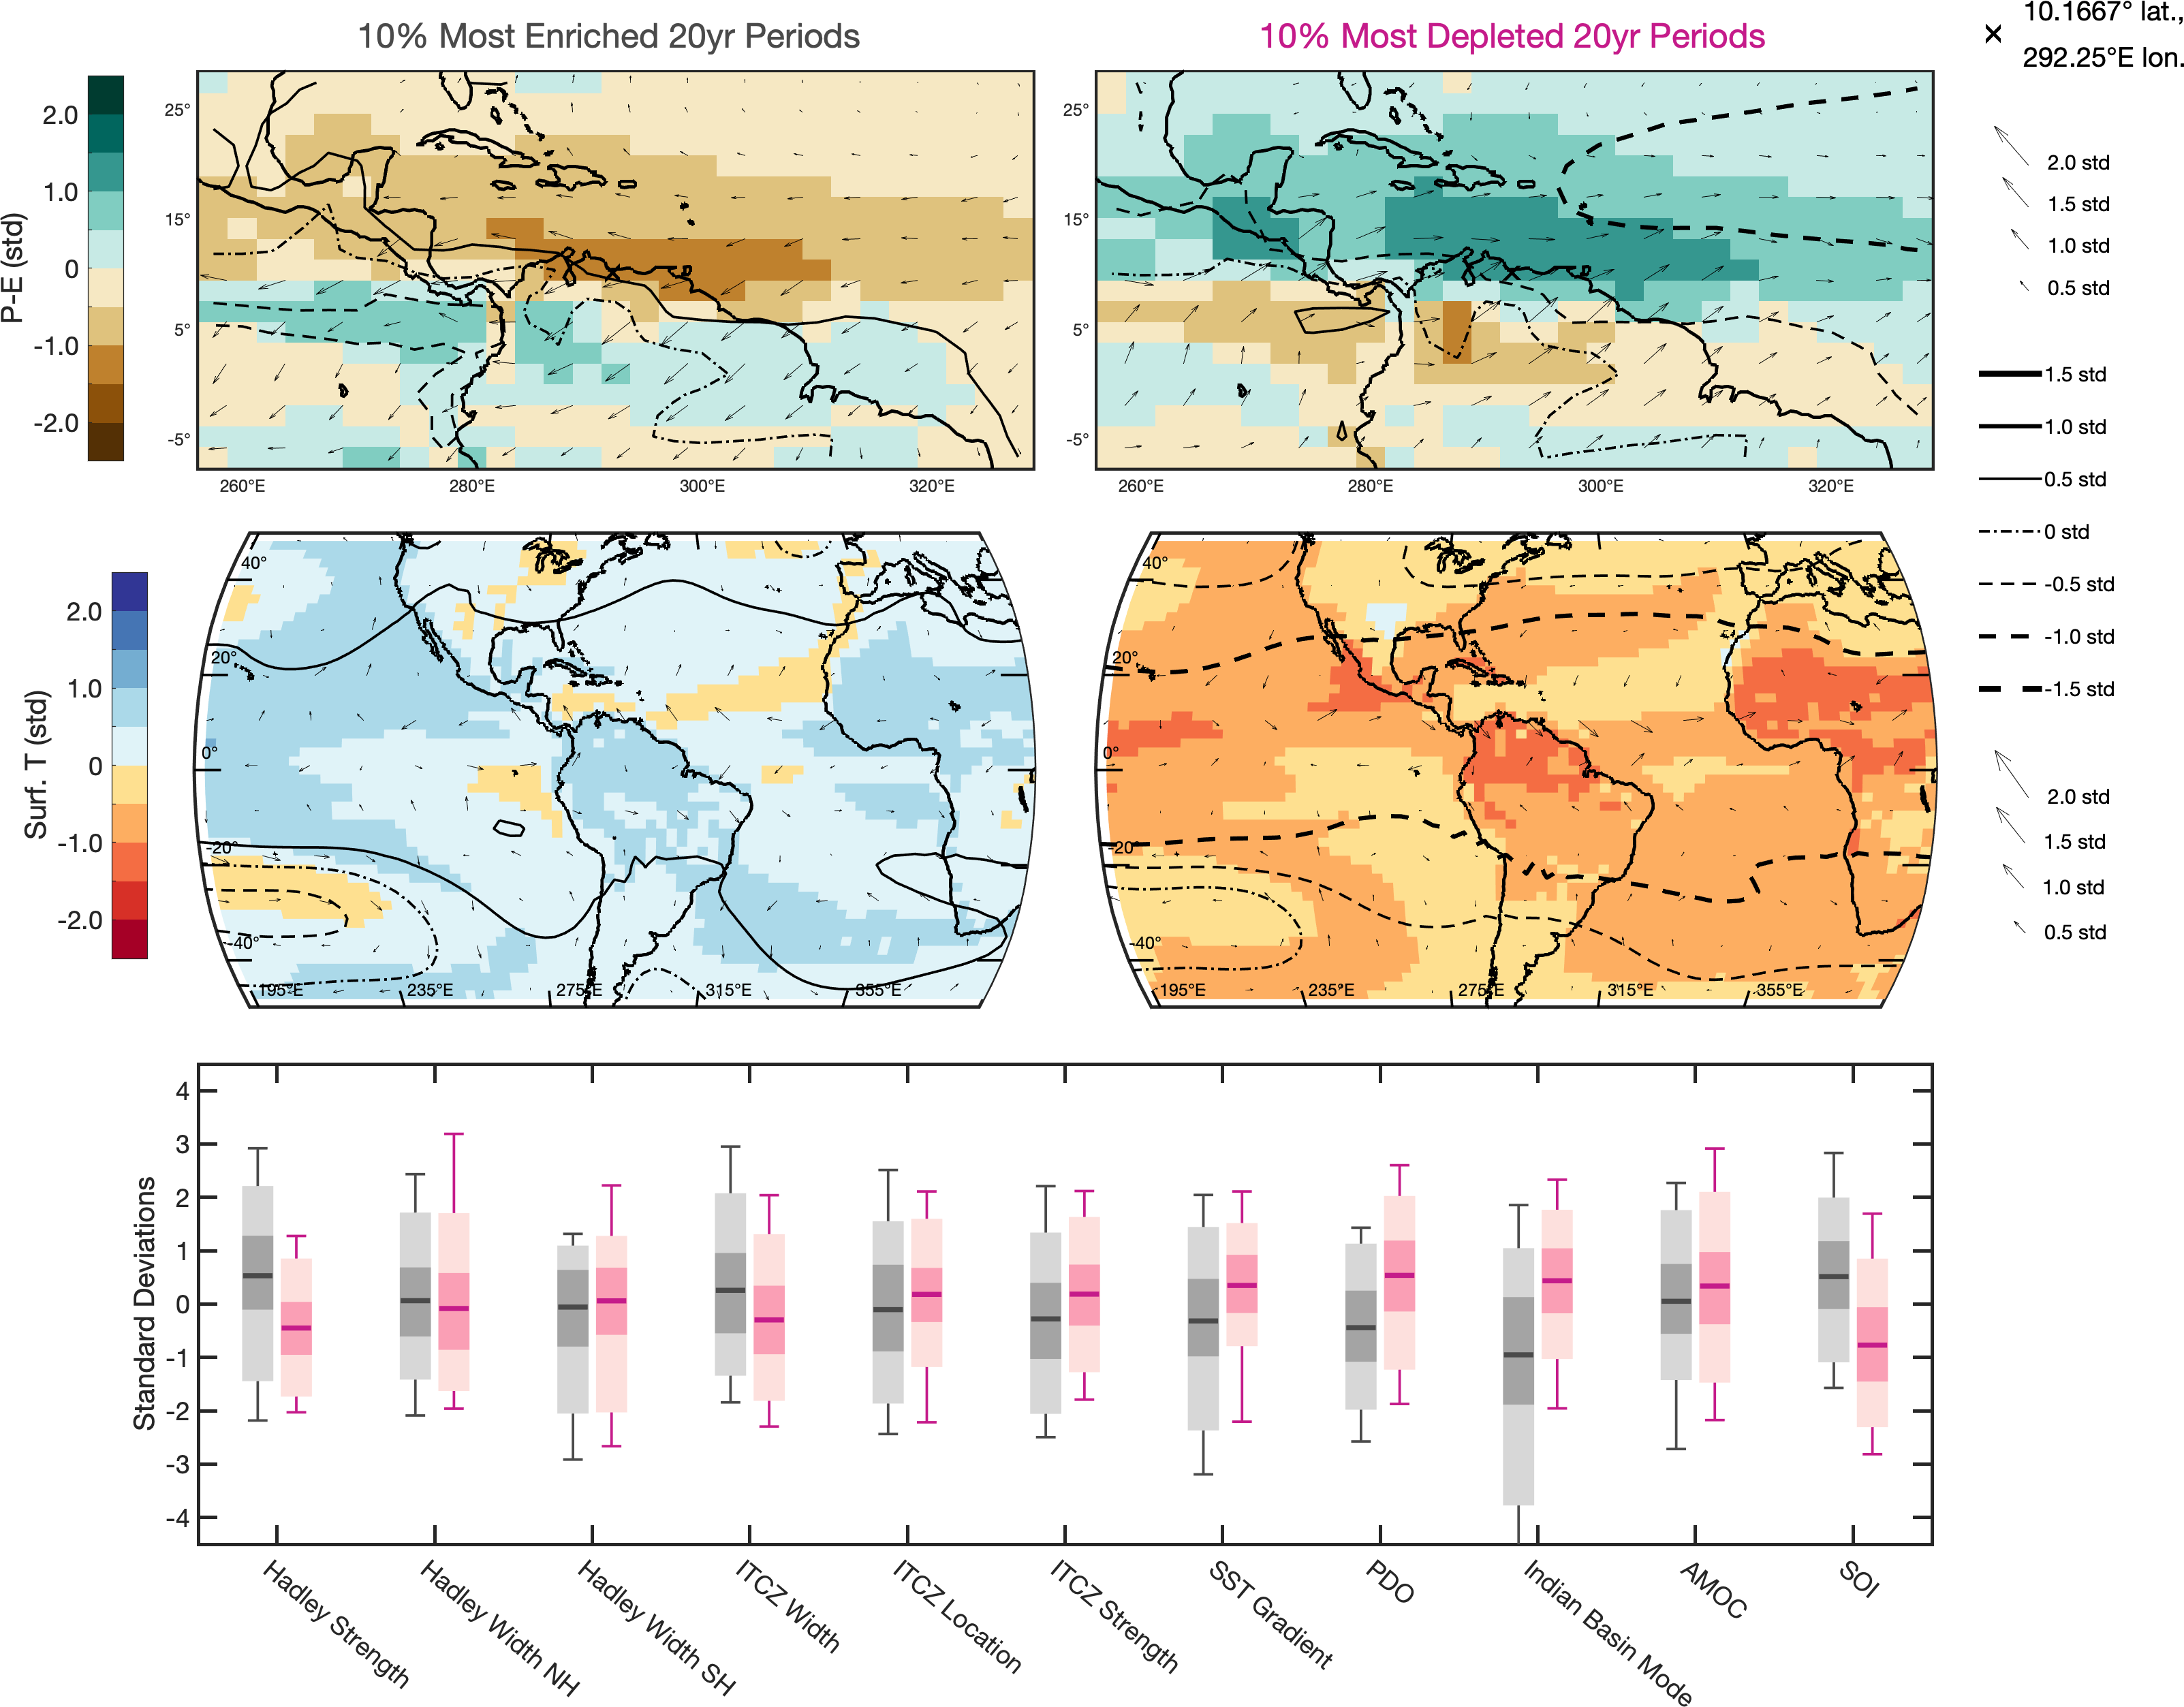 10% Most Enriched 20yr Periods
10% Most Depleted 20yr Periods
10.1667° lat.,
292.25°E lon.
P-E (std)
2.0
1.0
0
-1.0
-2.0
25°
15°
5°
-5°
260°E
280°E
300°E
320°E
25°
15°
5°
-5°
260°E
280°E
300°E
320°E
2.0 std
1.5 std
1.0 std
0.5 std
1.5 std
1.0 std
0.5 std
0 std
-0.5 std
-1.0 std
-1.5 std
Surf. T (std)
2.0
1.0
0
-1.0
-2.0
40°
20°
0°
-20°
-40°
195°E
235°E
275°E
315°E
355°E
40°
20°
0°
-20°
-40°
195°E
235°E
275°E
315°E
355°E
2.0 std
1.5 std
1.0 std
0.5 std
Standard Deviations
4
3
2
1
0
-1
-2
-3
-4
Hadley Strength
Hadley Width NH
Hadley Width SH
ITCZ Width
ITCZ Location
ITCZ Strength
SST Gradient
PDO
Indian Basin Mode
AMOC
SOI